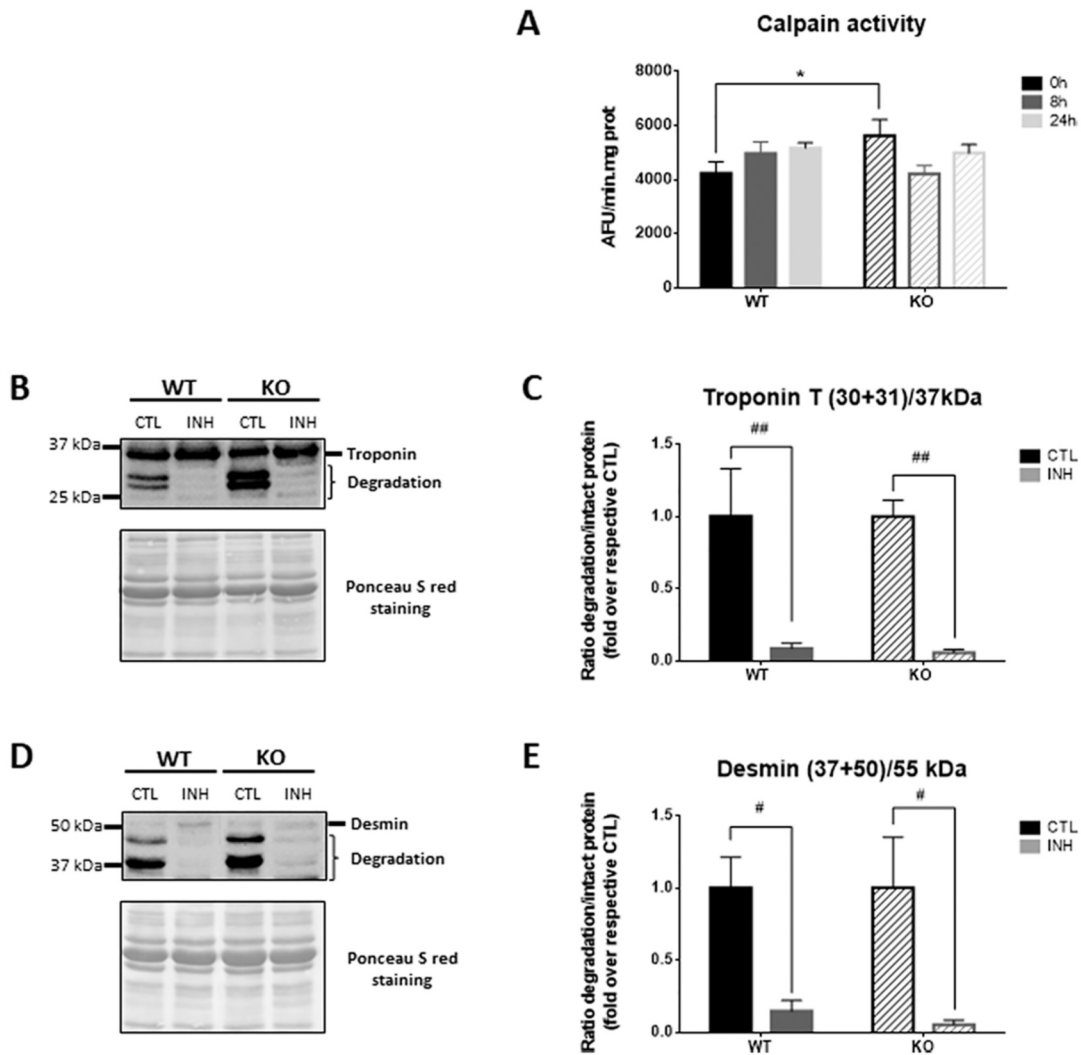 A
Calpain activity
AFU/min.mg prot
8000
6000
4000
2000
0
*
WT
KO
0h
8h
24h
B
WT
KO
CTL
INH
CTL
INH
37 kDa
25 kDa
Troponin
Degradation
Ponceau S red
staining
C
Troponin T (30+31)/37kDa
Ratio degradation/intact protein
(fold over respective CTL)
1.5
1.0
0.5
0.0
##
##
WT
KO
CTL
INH
D
WT
KO
CTL
INH
CTL
INH
50 kDa
37 kDa
Desmin
Degradation
Ponceau S red
staining
E
Desmin (37+50)/55 kDa
Ratio degradation/intact protein
(fold over respective CTL)
1.5
1.0
0.50
0.0
#
#
WT
KO
CTL
INH